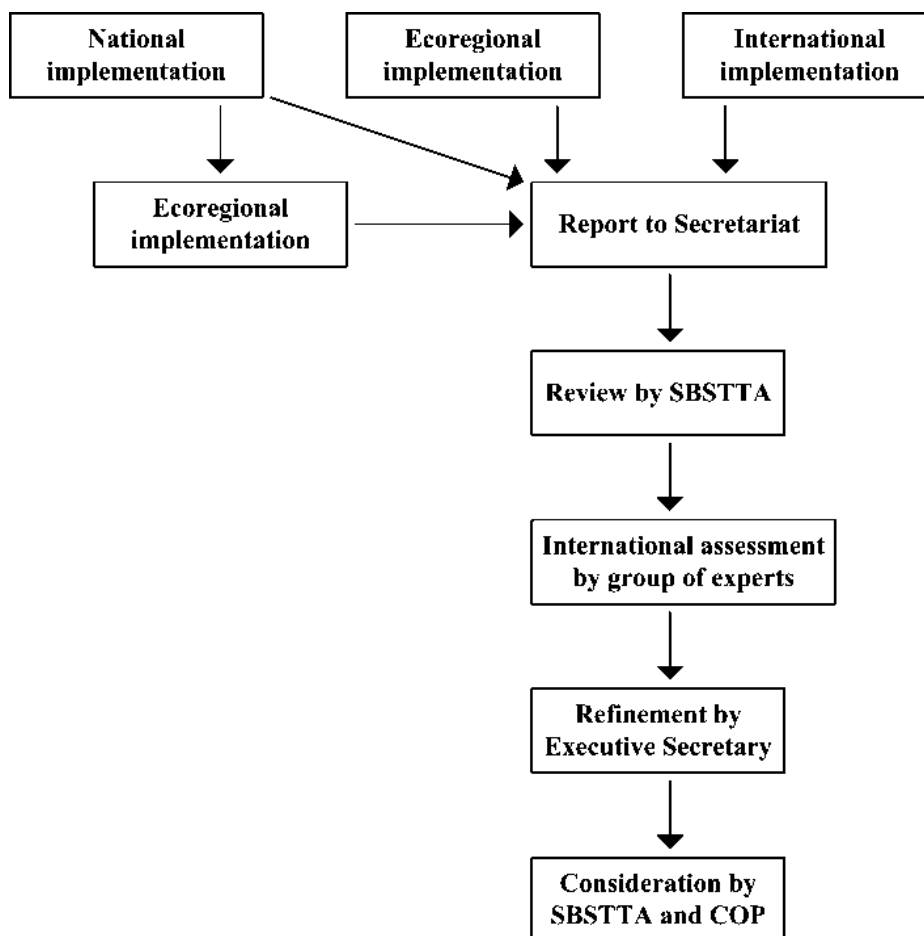 National
implementation
Ecoregional
implementation
International
implementation
Ecoregional
implementation
Report to Secretariat
Review by SBSTTA
International assessment
by group of experts
Refinement by
Executive Secretary
Consideration by
SBSTTA and COP